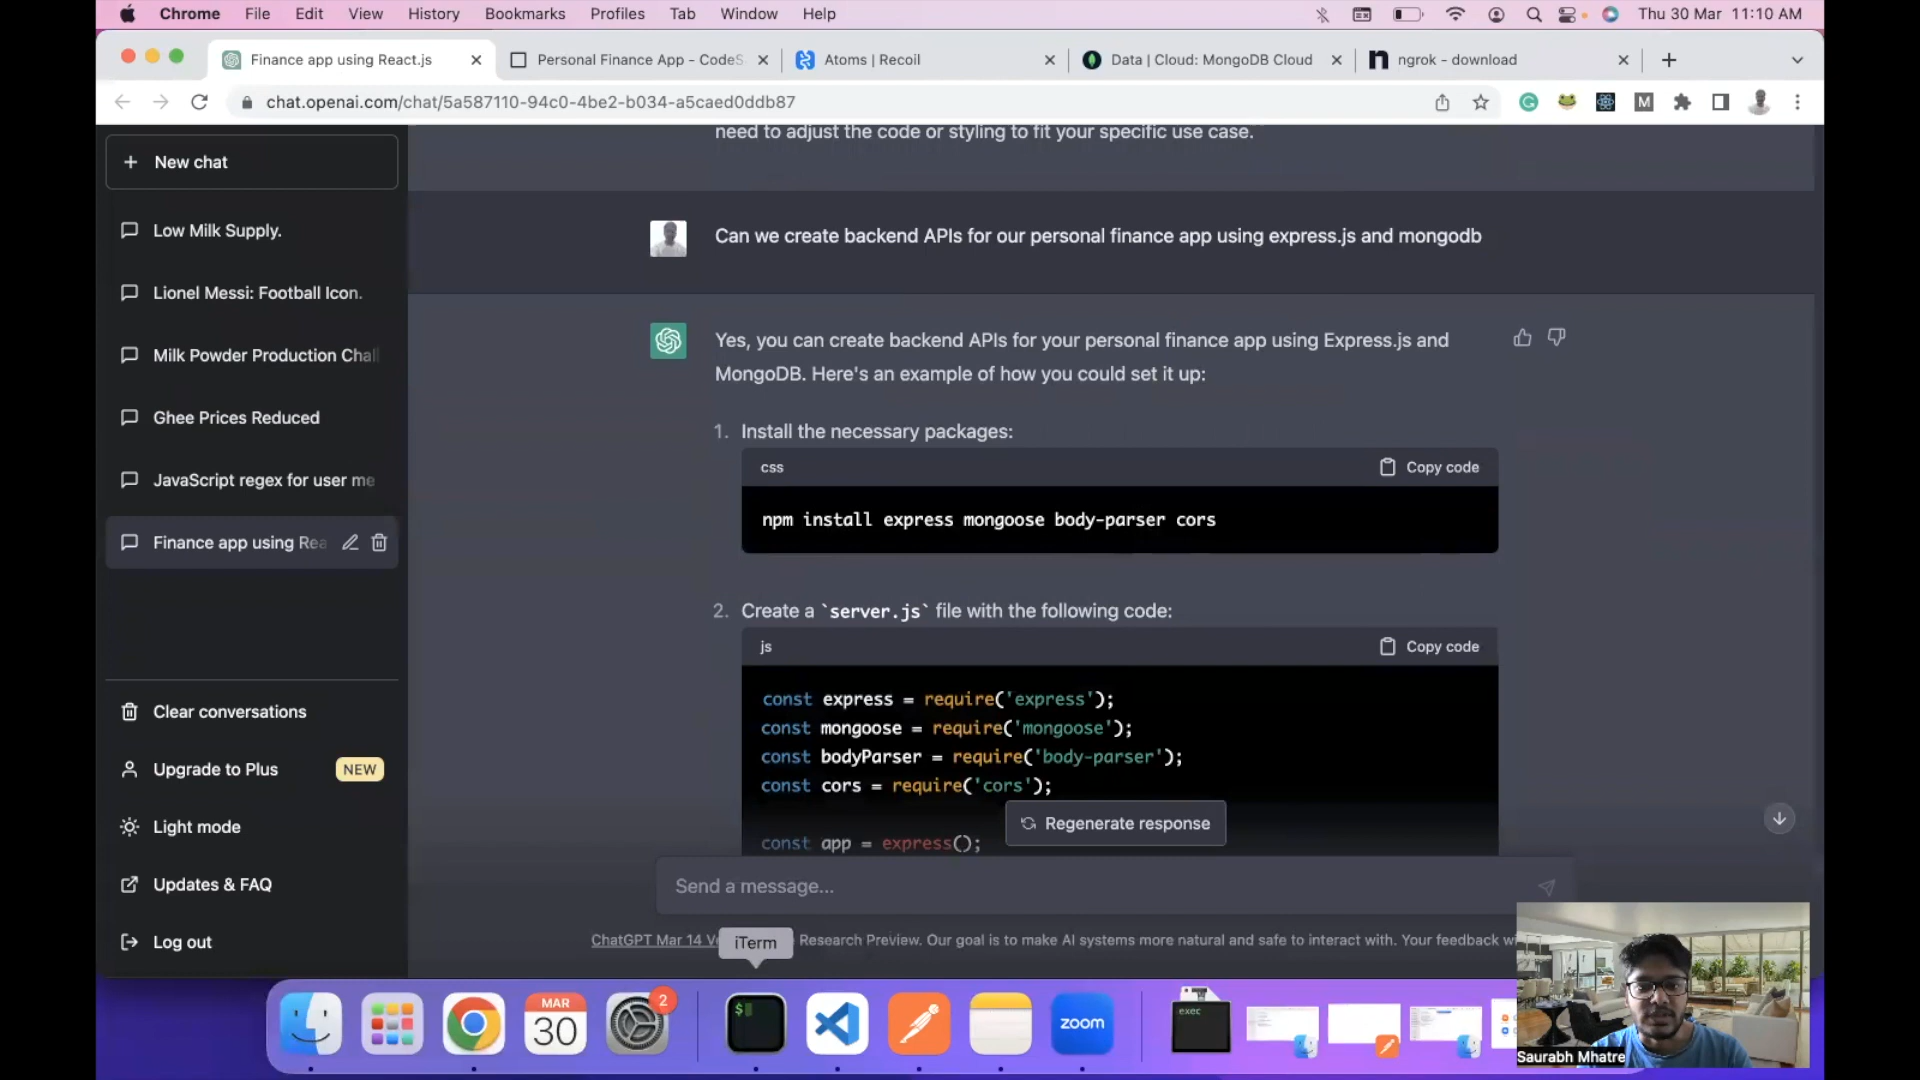 Chrome File Edit View History Bookmarks Profiles Tab Window Help Thu 30 Mar 11:10 AM
Finance app using React.js Personal Finance App - CodeS Atoms | Recoil Data | Cloud: MongoDB Cloud ngrok - download
chat.openai.com/chat/5a587110-94c0-4be2-b034-a5caed0ddb87
need to adjust the code or styling to fit your specific use case.
+ New chat
Low Milk Supply.
Lionel Messi: Football Icon.
Milk Powder Production Chal
Ghee Prices Reduced
JavaScript regex for user me
Finance app using Rea
Clear conversations
Upgrade to Plus NEW
Light mode
Updates & FAQ
Log out
Can we create backend APIs for our personal finance app using express.js and mongodb
Yes, you can create backend APIs for your personal finance app using Express.js and
MongoDB. Here's an example of how you could set it up:
1. Install the necessary packages:
css Copy code
npm install express mongoose body-parser cors
2. Create a `server.js` file with the following code:
js Copy code
const express = require('express');
const mongoose = require('mongoose');
const bodyParser = require('body-parser');
const cors = require('cors');
const app = express();
Regenerate response
Send a message...
ChatGPT Mar 14 V Research Preview. Our goal is to make AI systems more natural and safe to interact with. Your feedback wi
iTerm
MAR
30
2
$
zoom
exec
Saurabh Mhatre